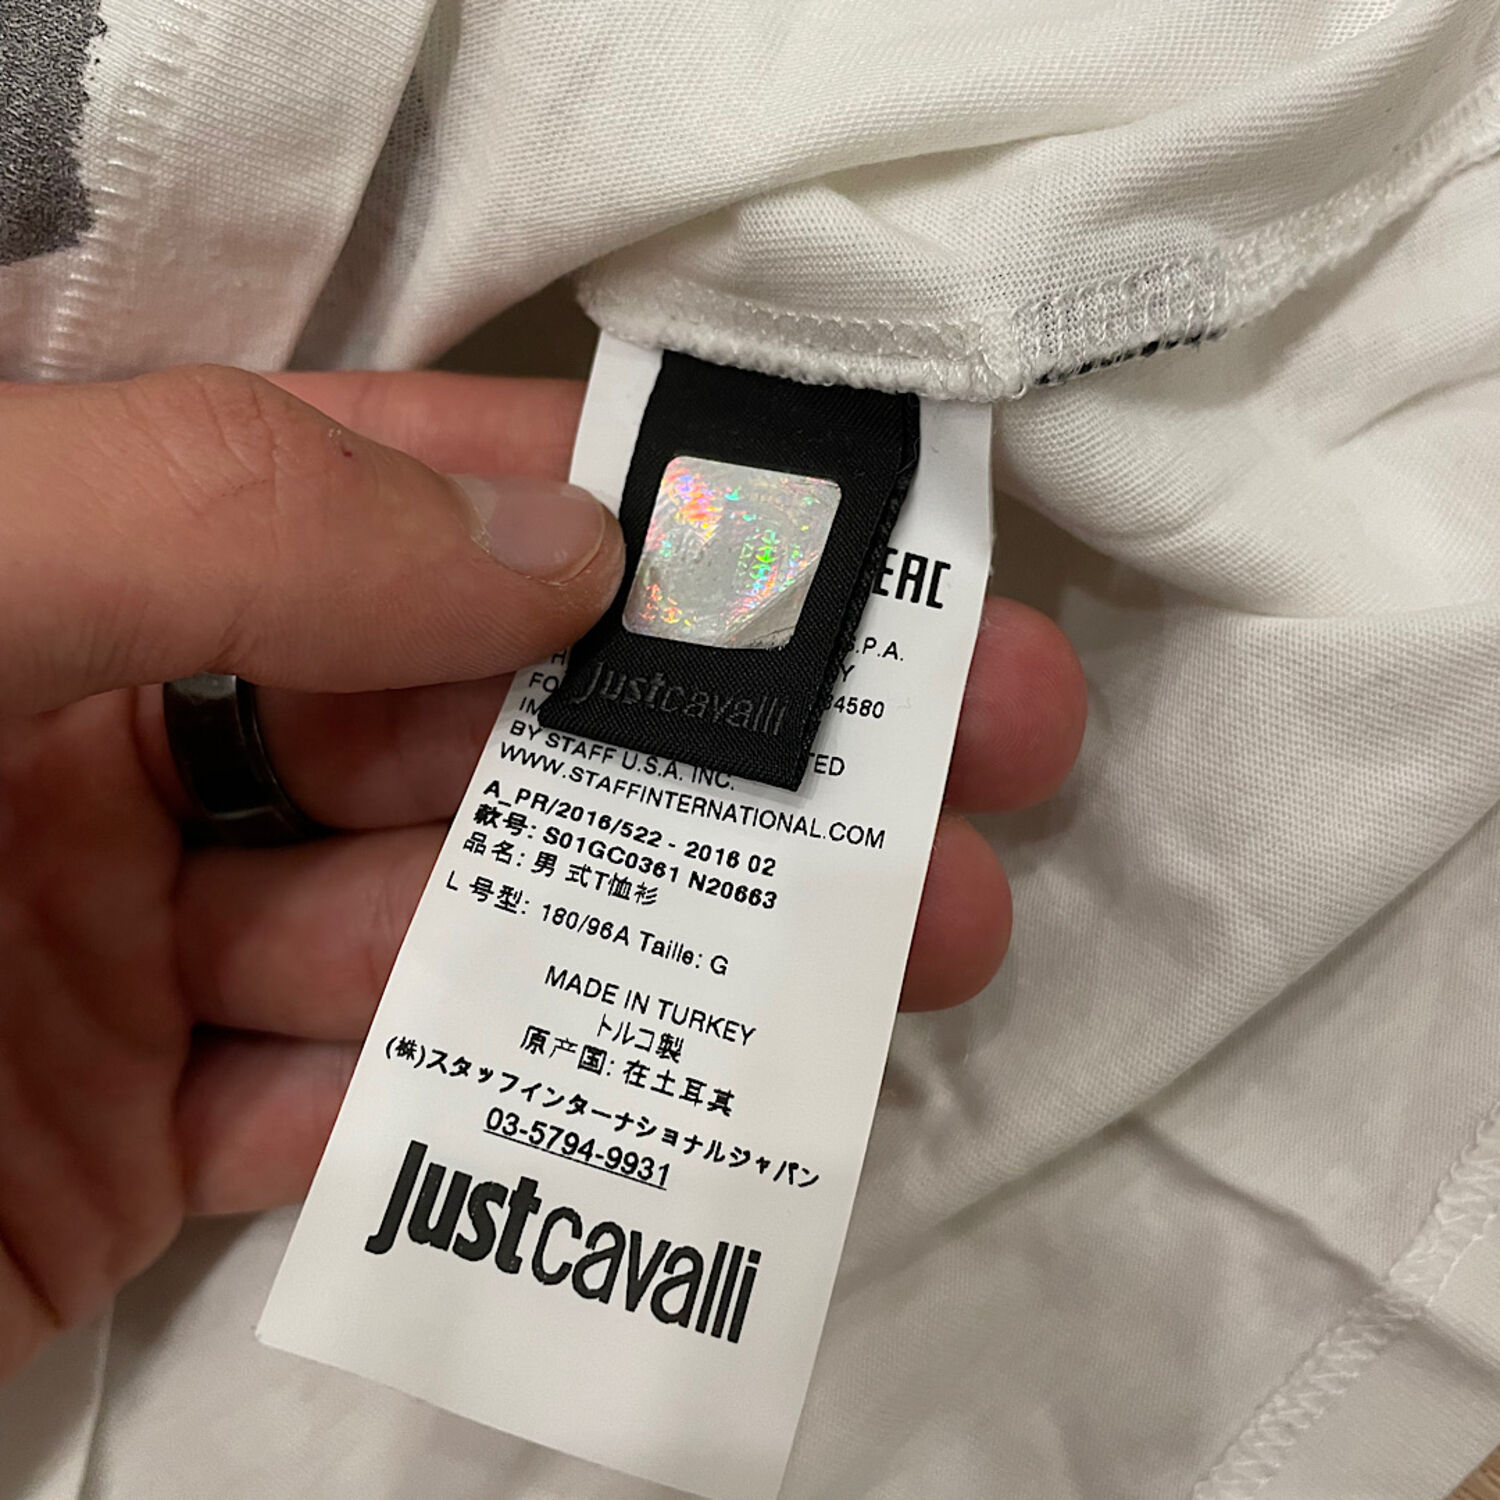 EAC
S.P.A.
34580
justcavalli
BY STAFF U.S.A. INC.
WWW.STAFFINTERNATIONAL.COM
A_PR/2016/522 - 2016 02
款号: S01GC0361 N20663
品名: 男 式T恤衫
L 号型: 180/96A Taille: G
MADE IN TURKEY
トルコ製
原产国: 在土耳其
(株)スタッフインターナショナルジャパン
03-5794-9931
justcavalli